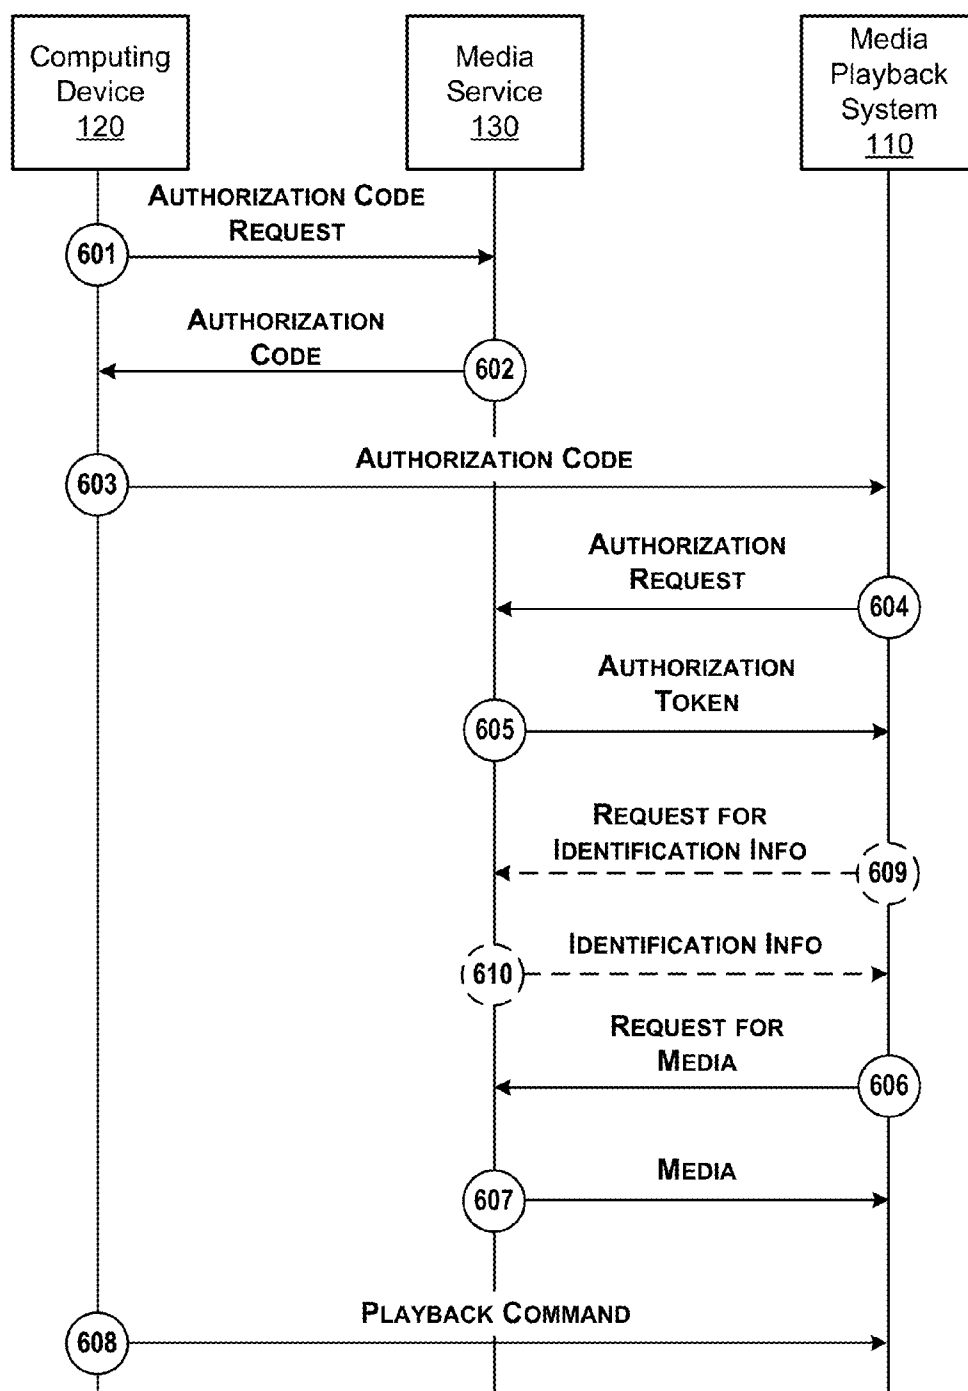 Computing
Device
120
Media
Service
130
Media
Playback
System
110
AUTHORIZATION CODE
REQUEST
601
AUTHORIZATION
CODE
602
AUTHORIZATION CODE
603
AUTHORIZATION
REQUEST
604
AUTHORIZATION
TOKEN
605
REQUEST FOR
IDENTIFICATION INFO
609
IDENTIFICATION INFO
610
REQUEST FOR
MEDIA
606
MEDIA
607
PLAYBACK COMMAND
608